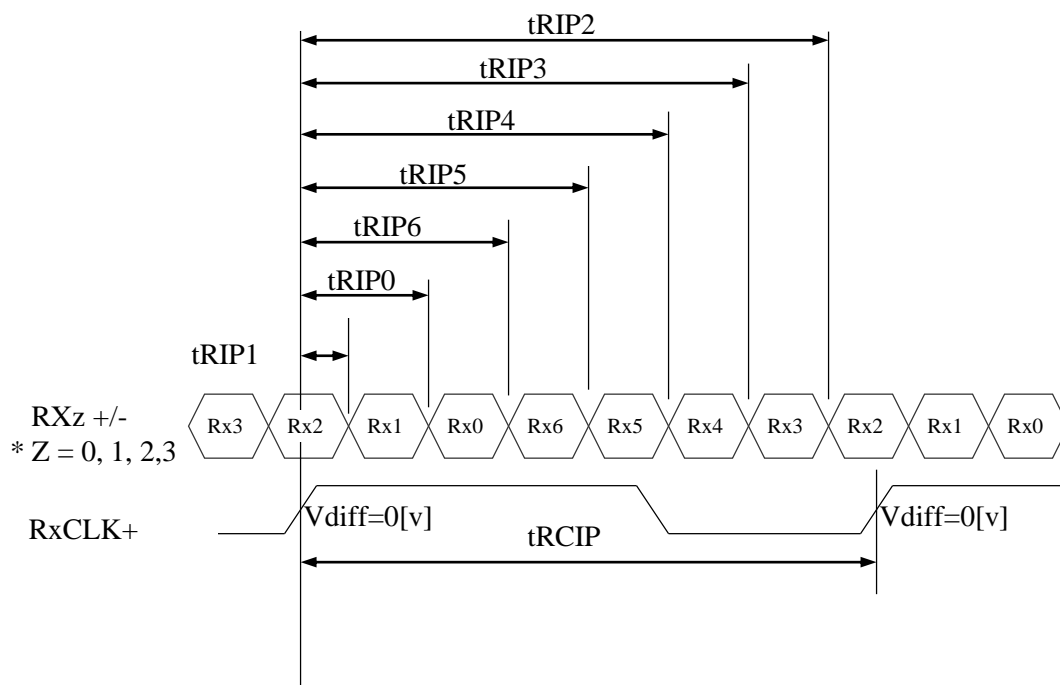 tRIP2
tRIP3
tRIP4
tRIP5
tRIP6
tRIP0
tRIP1
RXz +/-
* Z = 0, 1, 2,3
Rx3 Rx2 Rx1 Rx0 Rx6 Rx5 Rx4 Rx3 Rx2 Rx1 Rx0
RxCLK+
Vdiff=0[v] Vdiff=0[v]
tRCIP